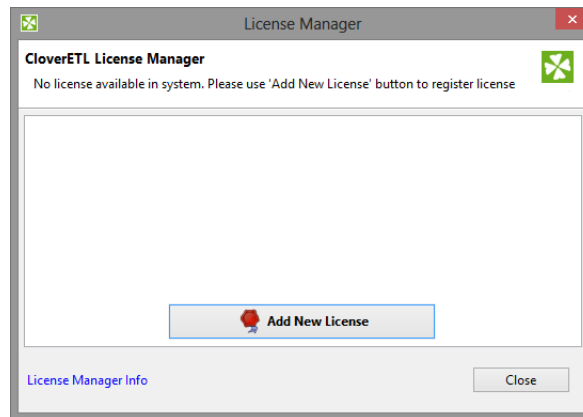 License Manager
CloverETL License Manager
No license available in system. Please use 'Add New License' button to register license
Add New License
License Manager Info
Close